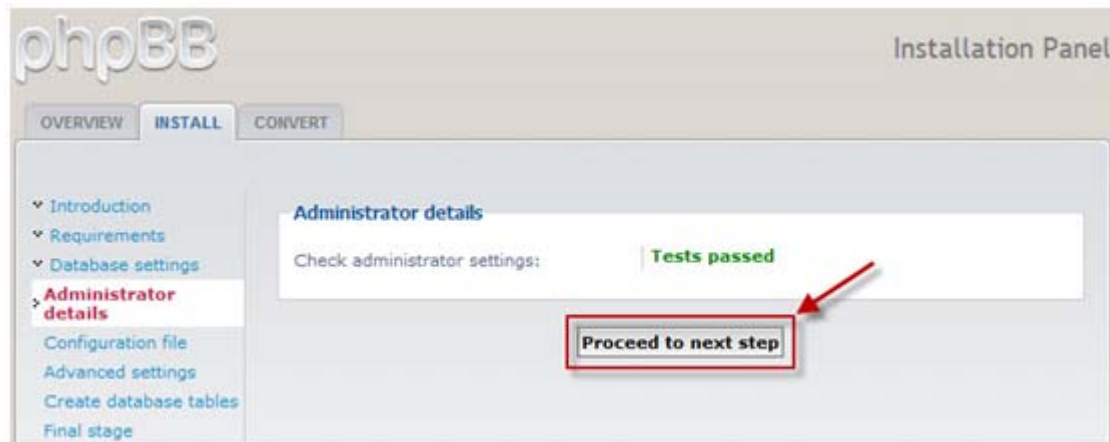 phpBB
Installation Panel
OVERVIEW INSTALL CONVERT
Introduction
Requirements
Database settings
Administrator
details
Configuration file
Advanced settings
Create database tables
Final stage
Administrator details
Check administrator settings: Tests passed
Proceed to next step